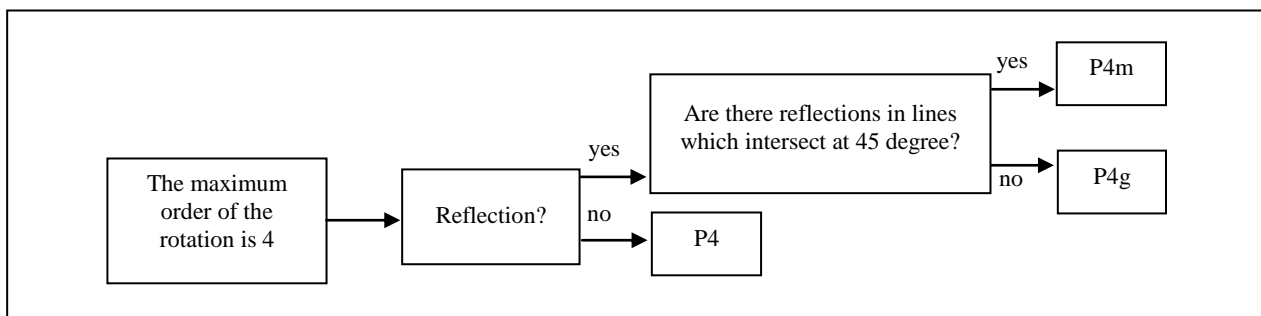 The maximum
order of the
rotation is 4
Reflection?
yes
no
Are there reflections in lines
which intersect at 45 degree?
P4
yes
no
P4m
P4g